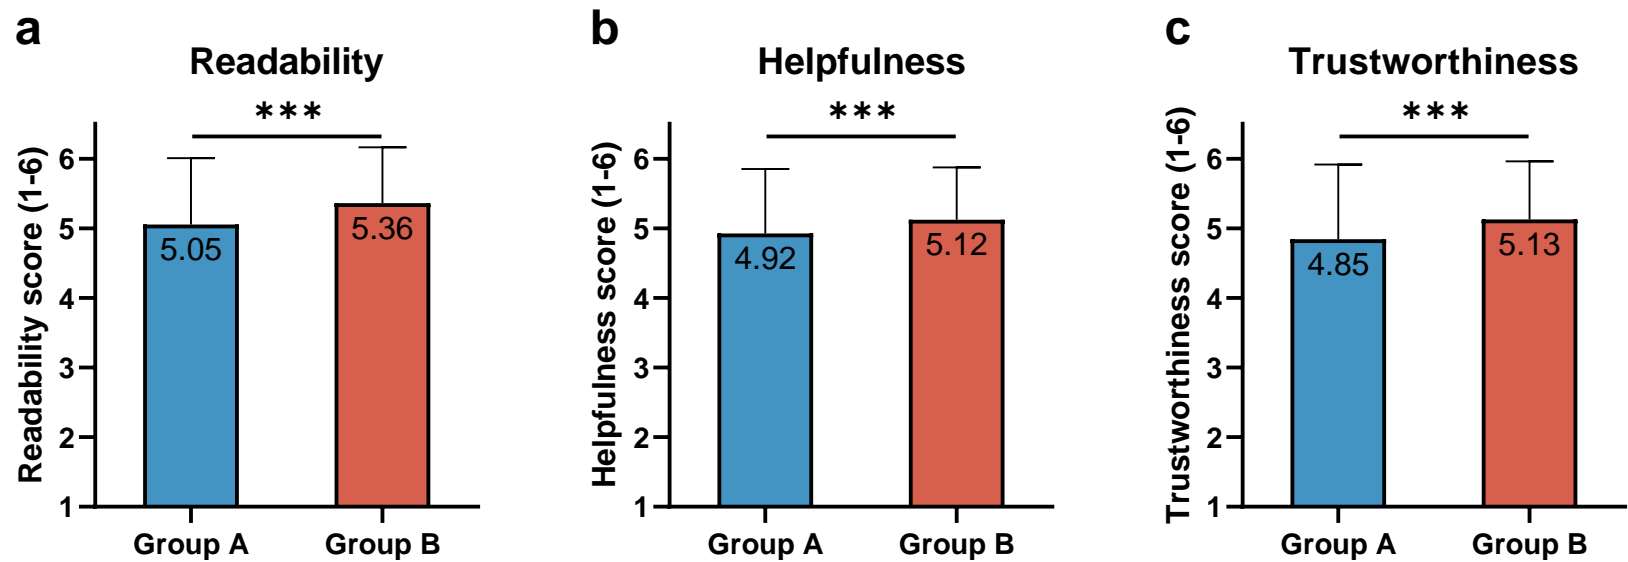 a
Readability
***
Readability score (1-6)
6
5
4
3
2
1
5.05
5.36
Group A
Group B
b
Helpfulness
***
Helpfulness score (1-6)
6
5
4
3
2
1
4.92
5.12
Group A
Group B
c
Trustworthiness
***
Trustworthiness score (1-6)
6
5
4
3
2
1
4.85
5.13
Group A
Group B